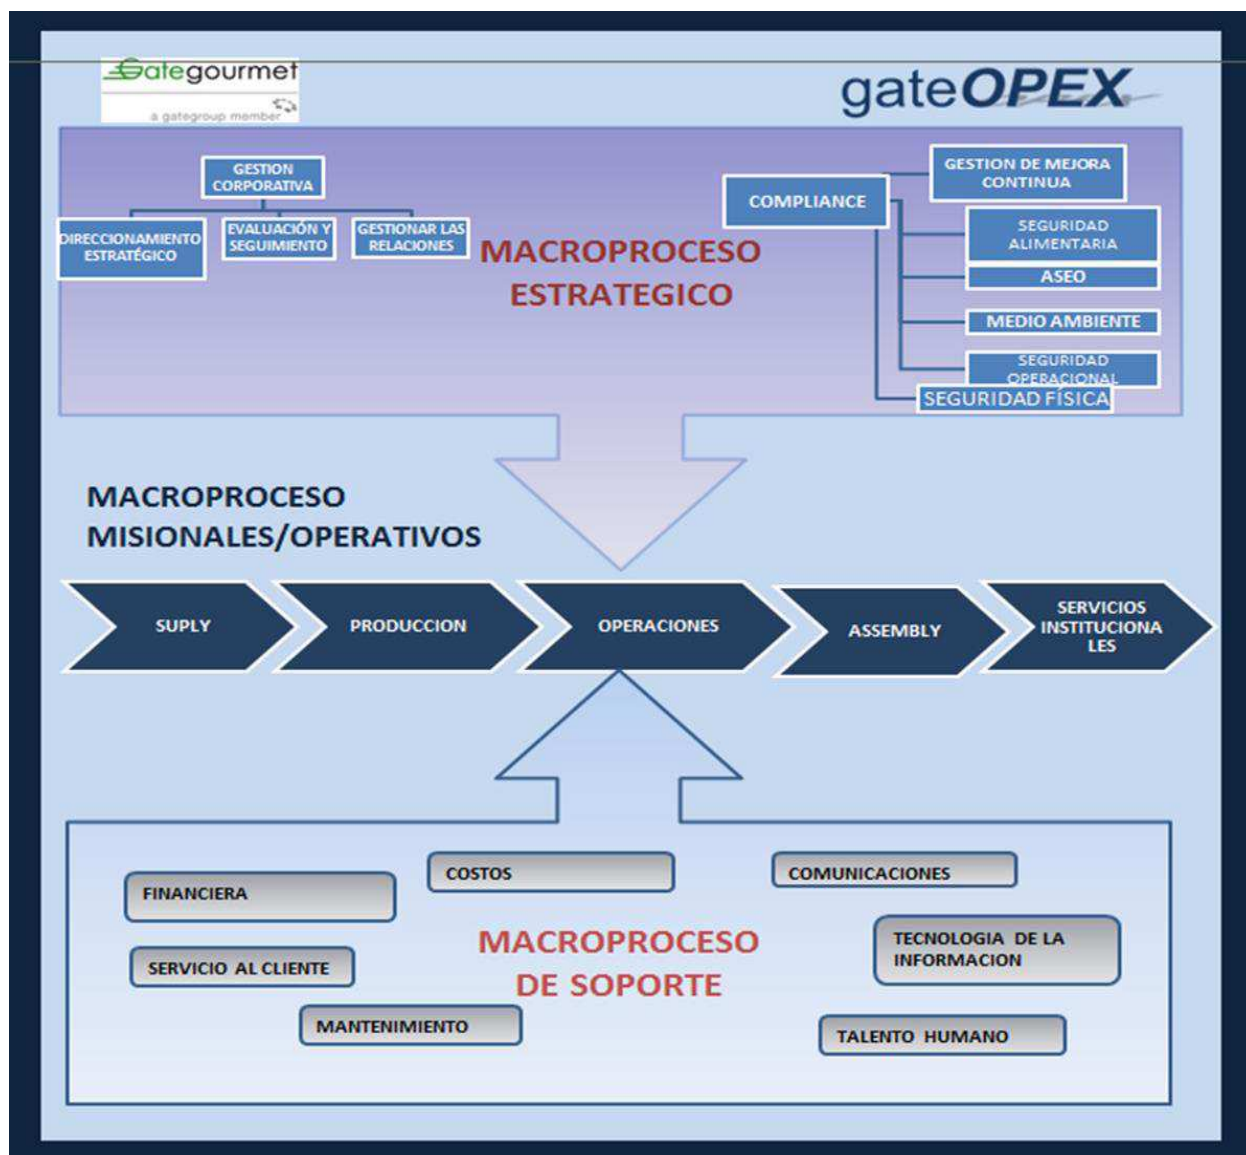 Gategourmet
a gategroup member
gateOPEX
GESTION
CORPORATIVA
DIRECCIONAMIENTO
ESTRATÉGICO
EVALUACIÓN Y
SEGUIMIENTO
GESTIONAR LAS
RELACIONES
MACROPROCESO
ESTRATEGICO
COMPLIANCE
GESTION DE MEJORA
CONTINUA
SEGURIDAD
ALIMENTARIA
ASEO
MEDIO AMBIENTE
SEGURIDAD
OPERACIONAL
SEGURIDAD FÍSICA
MACROPROCESO
MISIONALES/OPERATIVOS
SUPLY
PRODUCCION
OPERACIONES
ASSEMBLY
SERVICIOS
INSTITUCIONA
LES
COSTOS
COMUNICACIONES
FINANCIERA
MACROPROCESO
DE SOPORTE
TECNOLOGIA DE LA
INFORMACION
SERVICIO AL CLIENTE
MANTENIMIENTO
TALENTO HUMANO